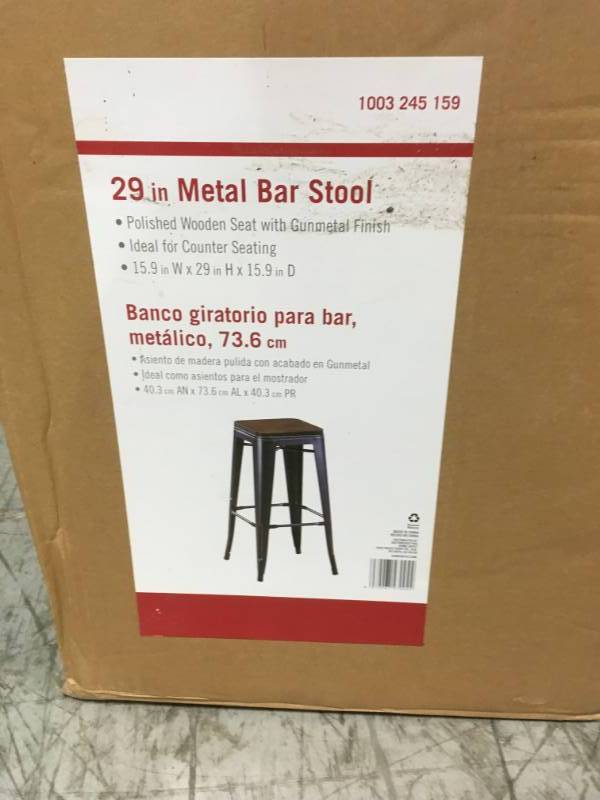 1003 245 159
29 in Metal Bar Stool
• Polished Wooden Seat with Gunmetal Finish
• Ideal for Counter Seating
• 15.9 in W x 29 in H x 15.9 in D
Banco giratorio para bar,
metálico, 73.6 cm
• Asiento de madera pulida con acabado en Gunmetal
• Ideal como asientos para el mostrador
• 40.3 cm AN x 73.6 cm AL x 40.3 cm PR